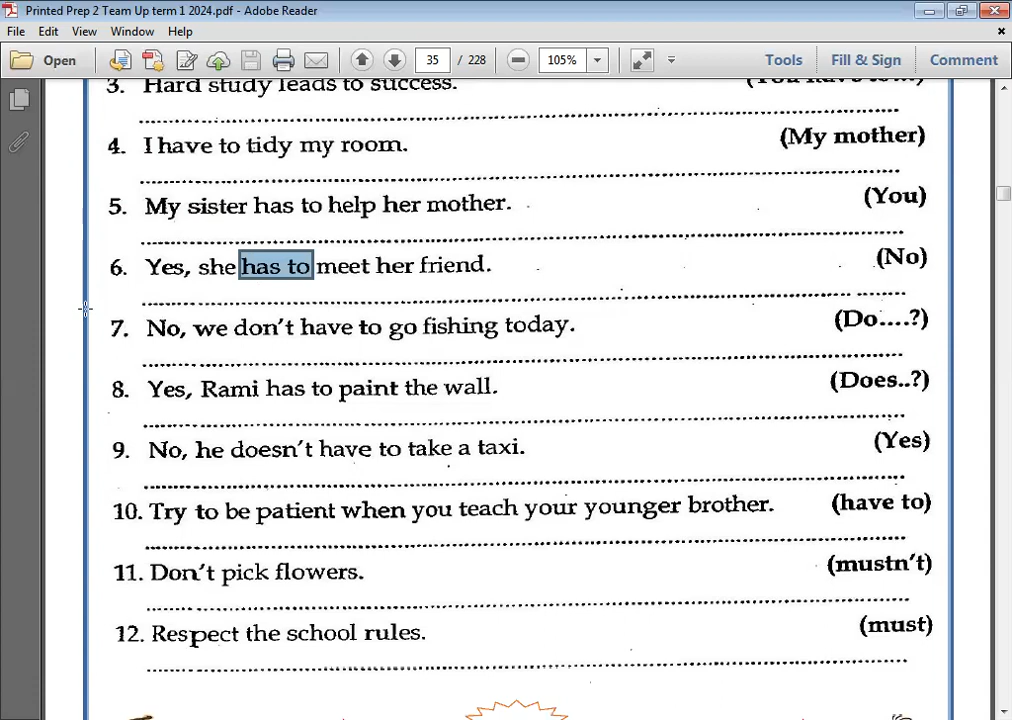 Printed Prep 2 Team Up term 1 2024.pdf - Adobe Reader
File Edit View Window Help
Open 35 / 228 105% Tools Fill & Sign Comment
3. Hard study leads to success. (You have to...)
4. I have to tidy my room. (My mother)
5. My sister has to help her mother. (You)
6. Yes, she has to meet her friend. (No)
7. No, we don't have to go fishing today. (Do....?)
8. Yes, Rami has to paint the wall. (Does..?)
9. No, he doesn't have to take a taxi. (Yes)
10. Try to be patient when you teach your younger brother. (have to)
11. Don't pick flowers. (mustn't)
12. Respect the school rules. (must)